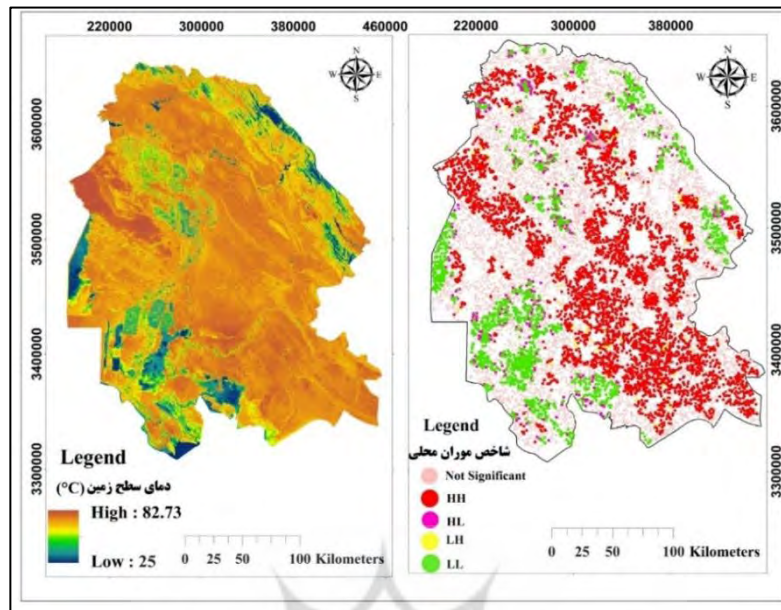 220000 300000 380000 460000
N
W E
S
3600000
3500000
3400000
3300000
Legend
دمای سطح زمین (°C)
High : 82.73
Low : 25
0 25 50 100 Kilometers
220000 300000 380000
N
W E
S
3600000
3500000
3400000
3300000
Legend
شاخص موران محلی
Not Significant
HH
HL
LH
LL
0 25 50 100 Kilometers